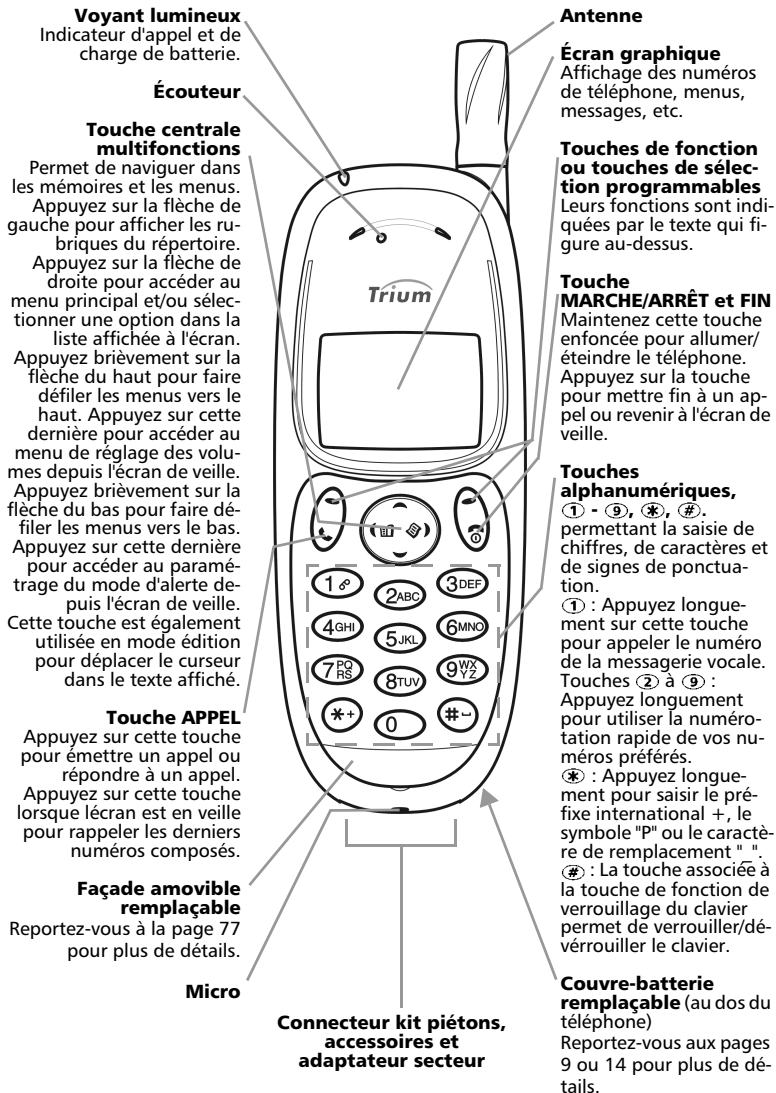 Voyant lumineux
Indicateur d'appel et de
charge de batterie.
Écouteur
Touche centrale
multifonctions
Permet de naviguer dans
les mémoires et les menus.
Appuyez sur la flèche de
gauche pour afficher les ru-
briques du répertoire.
Appuyez sur la flèche de
droite pour accéder au
menu principal et/ou sélec-
tionner une option dans la
liste affichée à l'écran.
Appuyez brièvement sur la
flèche du haut pour faire
défiler les menus vers le
haut. Appuyez sur cette
dernière pour accéder au
menu de réglage des volu-
mes depuis l'écran de veille.
Appuyez brièvement sur la
flèche du bas pour faire dé-
filer les menus vers le bas.
Appuyez sur cette dernière
pour accéder au paramé-
trage du mode d'alerte de-
puis l'écran de veille.
Cette touche est également
utilisée en mode édition
pour déplacer le curseur
dans le texte affiché.
Touche APPEL
Appuyez sur cette touche
pour émettre un appel ou
répondre à un appel.
Appuyez sur cette touche
lorsque lécran est en veille
pour rappeler les derniers
numéros composés.
Façade amovible
remplaçable
Reportez-vous à la page 77
pour plus de détails.
Micro
Trium
1
2ABC
3DEF
4GHI
5JKL
6MNO
7PQRS
8TUV
9WXYZ
*+
0
#
Connecteur kit piétons,
accessoires et
adaptateur secteur
Antenne
Écran graphique
Affichage des numéros
de téléphone, menus,
messages, etc.
Touches de fonction
ou touches de sélec-
tion programmables
Leurs fonctions sont indi-
quées par le texte qui fi-
gure au-dessus.
Touche
MARCHE/ARRÊT et FIN
Maintenez cette touche
enfoncée pour allumer/
éteindre le téléphone.
Appuyez sur la touche
pour mettre fin à un ap-
pel ou revenir à l'écran de
veille.
Touches
alphanumériques,
① - ⑨, *, #.
permettant la saisie de
chiffres, de caractères et
de signes de ponctua-
tion.
① : Appuyez longue-
ment sur cette touche
pour appeler le numéro
de la messagerie vocale.
Touches ② à ⑨ :
Appuyez longuement
pour utiliser la numéro-
tation rapide de vos nu-
méros préférés.
* : Appuyez longue-
ment pour saisir le pré-
fixe international +, le
symbole "P" ou le caractè-
re de remplacement "_".
# : La touche associée à
la touche de fonction de
verrouillage du clavier
permet de verrouiller/dé-
vérrouiller le clavier.
Couvre-batterie
remplaçable (au dos du
téléphone)
Reportez-vous aux pages
9 ou 14 pour plus de dé-
tails.